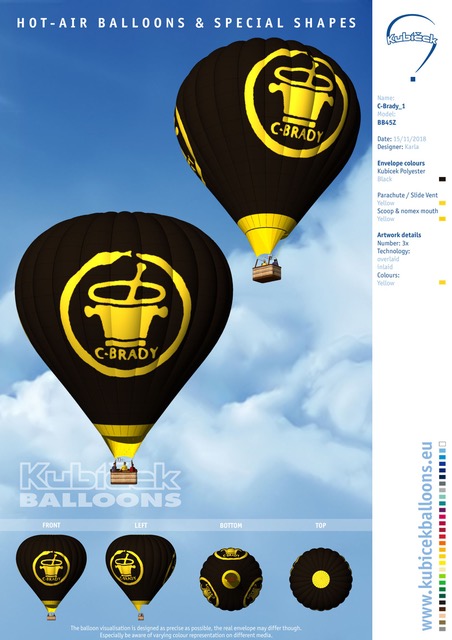 HOT-AIR BALLOONS & SPECIAL SHAPES
Kubíček
Name:
C-Brady_1
Model:
BB45Z
Date: 15/11/2018
Designer: Karla
Envelope colours
Kubicek Polyester
Black
Parachute / Slide Vent
Yellow
Scoop & nomex mouth
Yellow
Artwork details
Number: 3x
Technology:
overlaid
inlaid
Colours:
Yellow
C-BRADY
C-BRADY
Kubíček
BALLOONS
www.kubicekballoons.eu
FRONT
LEFT
BOTTOM
TOP
C-BRADY
C-BRADY
The balloon visualisation is designed as precise as possible, the real envelope may differ though.
Especially be aware of varying colour representation on different media.